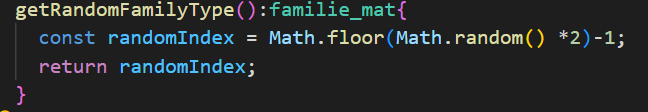 getRandomFamilyType():familie_mat{
const randomIndex = Math.floor(Math.random() *2)-1;
return randomIndex;
}